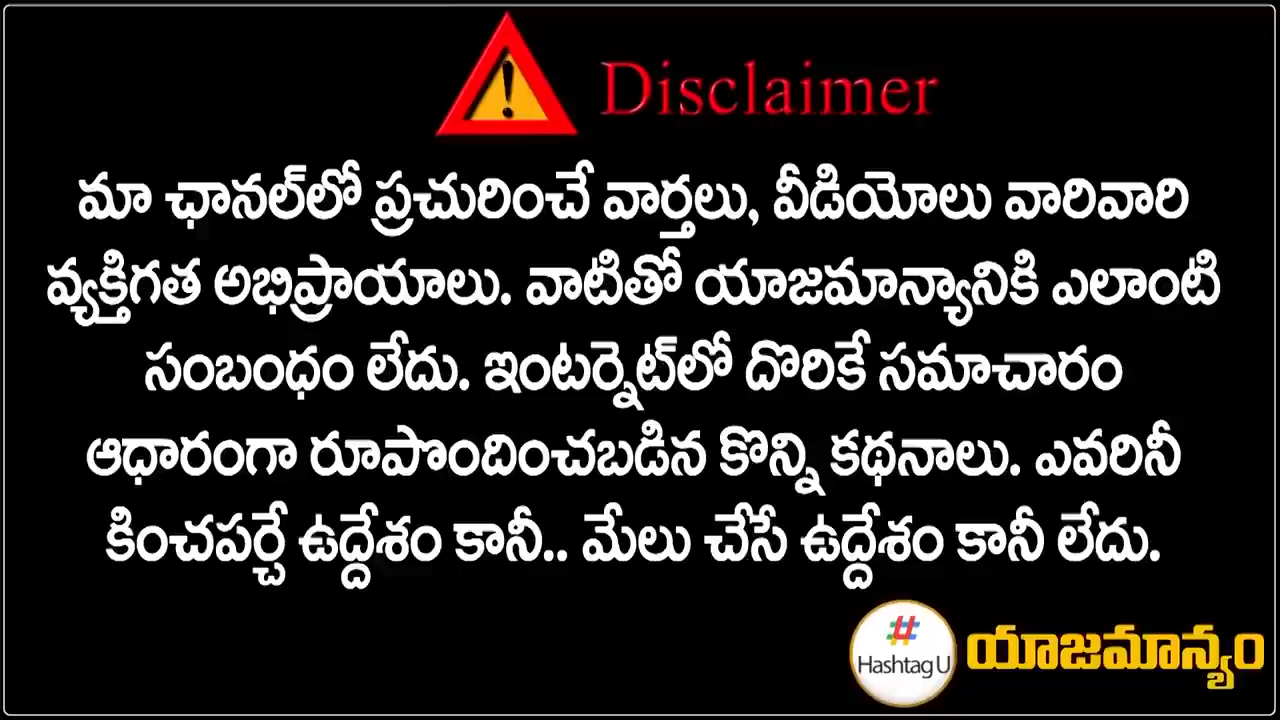 Disclaimer
మా ఛానల్‌లో ప్రచురించే వార్తలు, వీడియోలు వారివారి
వ్యక్తిగత అభిప్రాయాలు. వాటితో యాజమాన్యానికి ఎలాంటి
సంబంధం లేదు. ఇంటర్నెట్‌లో దొరికే సమాచారం
ఆధారంగా రూపొందించబడిన కొన్ని కథనాలు. ఎవరినీ
కించపర్చే ఉద్దేశం కానీ.. మేలు చేసే ఉద్దేశం కానీ లేదు.
# Hashtag U
యాజమాన్యం